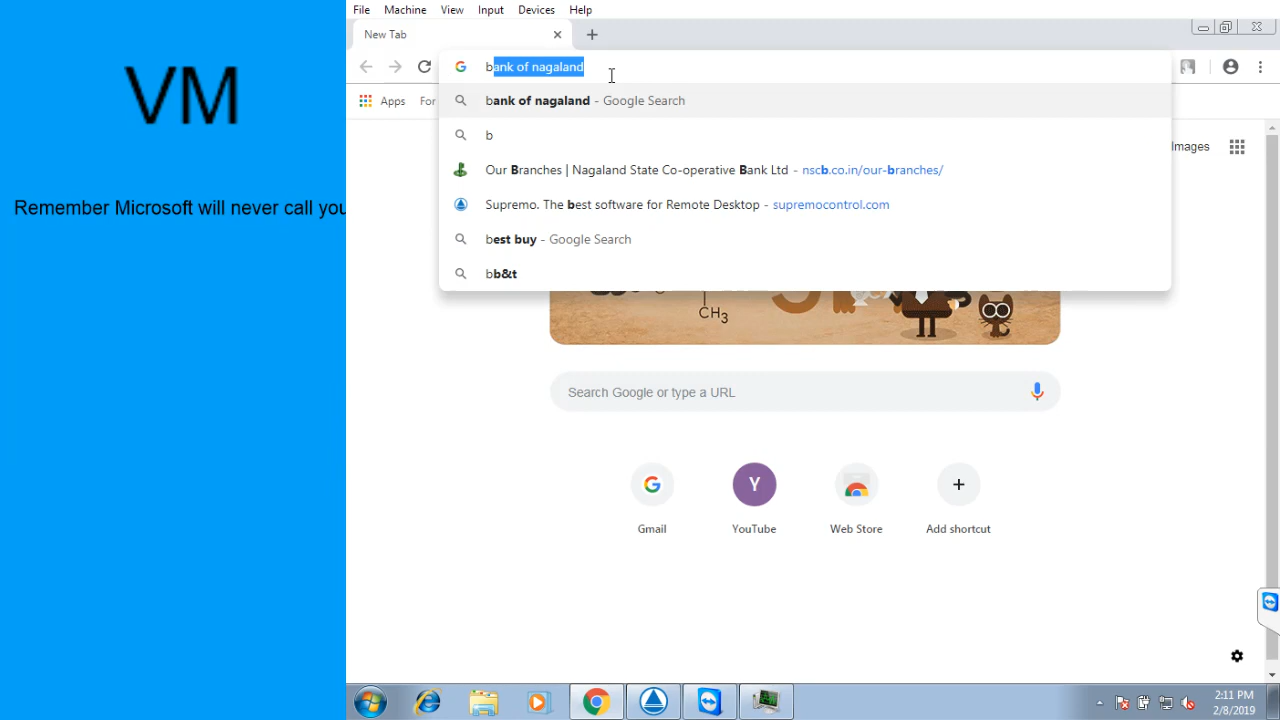 VM
Remember Microsoft will never call you
File Machine View Input Devices Help
New Tab
bank of nagaland
Apps For
bank of nagaland - Google Search
b
Our Branches | Nagaland State Co-operative Bank Ltd - nscb.co.in/our-branches/
Supremo. The best software for Remote Desktop - supremocontrol.com
best buy - Google Search
bb&t
Images
CH3
Search Google or type a URL
Y
Gmail YouTube Web Store Add shortcut
2:11 PM
2/8/2019